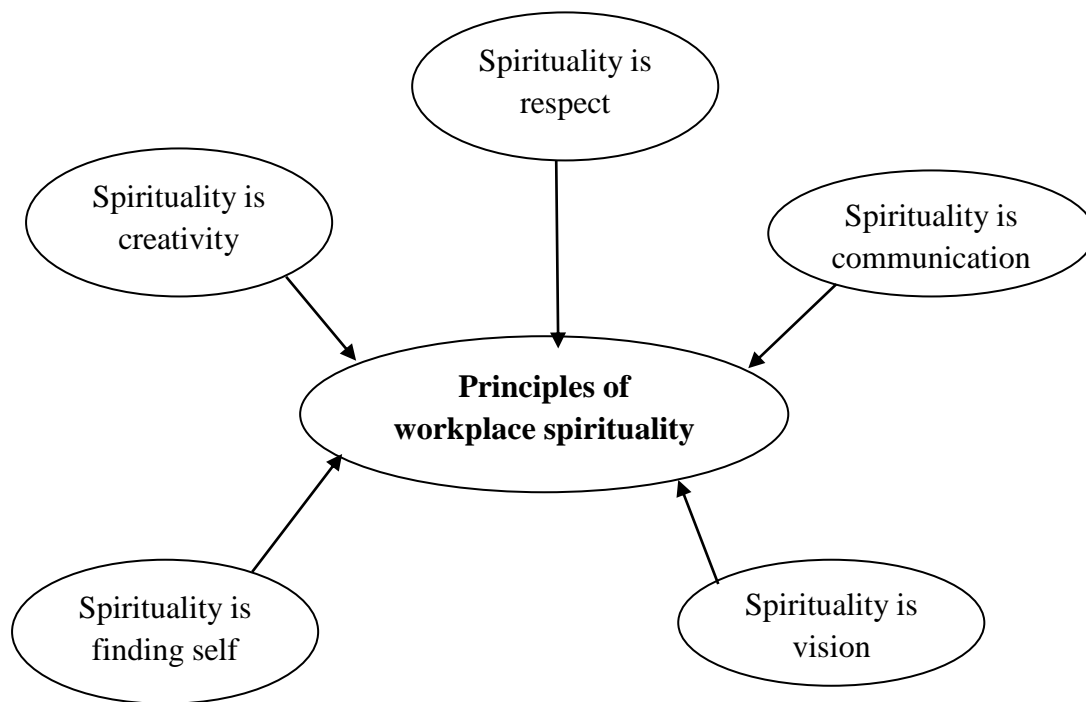 Spirituality is
respect
Spirituality is
creativity
Spirituality is
communication
Principles of
workplace spirituality
Spirituality is
finding self
Spirituality is
vision